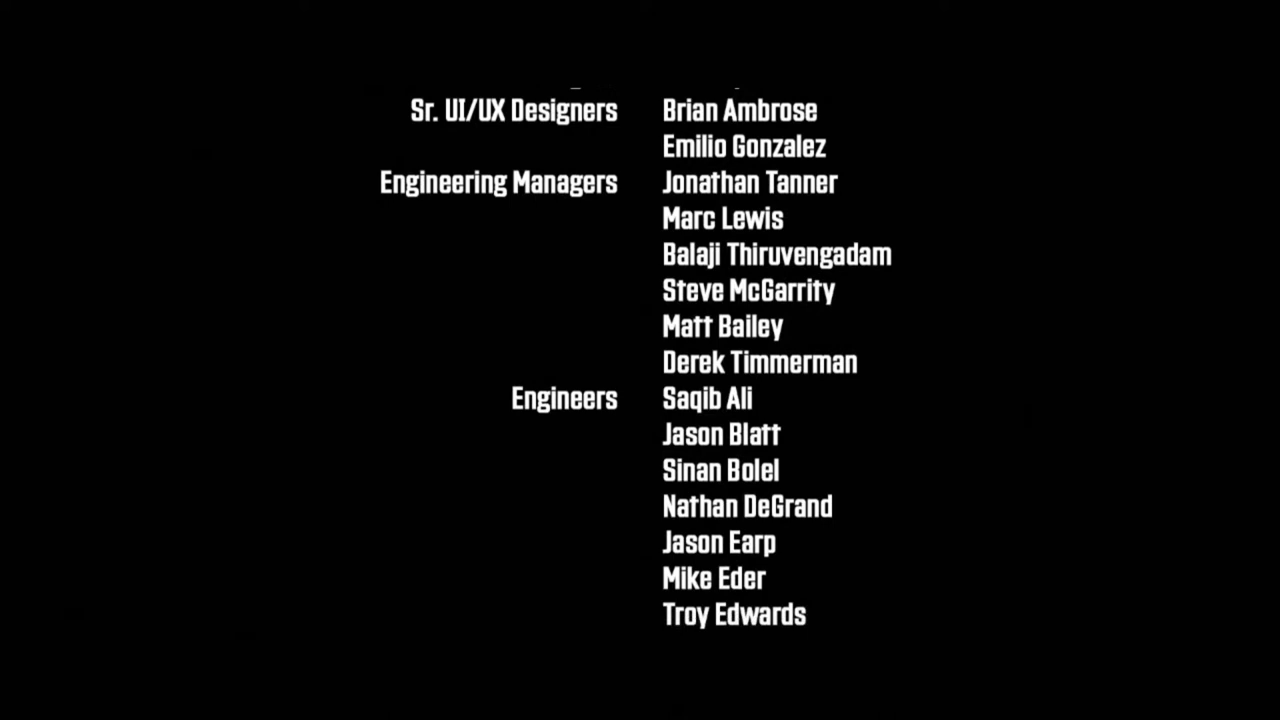 Sr. UI/UX Designers Brian Ambrose
Emilio Gonzalez
Engineering Managers Jonathan Tanner
Marc Lewis
Balaji Thiruvengadam
Steve McGarrity
Matt Bailey
Derek Timmerman
Engineers Saqib Ali
Jason Blatt
Sinan Bolel
Nathan DeGrand
Jason Earp
Mike Eder
Troy Edwards